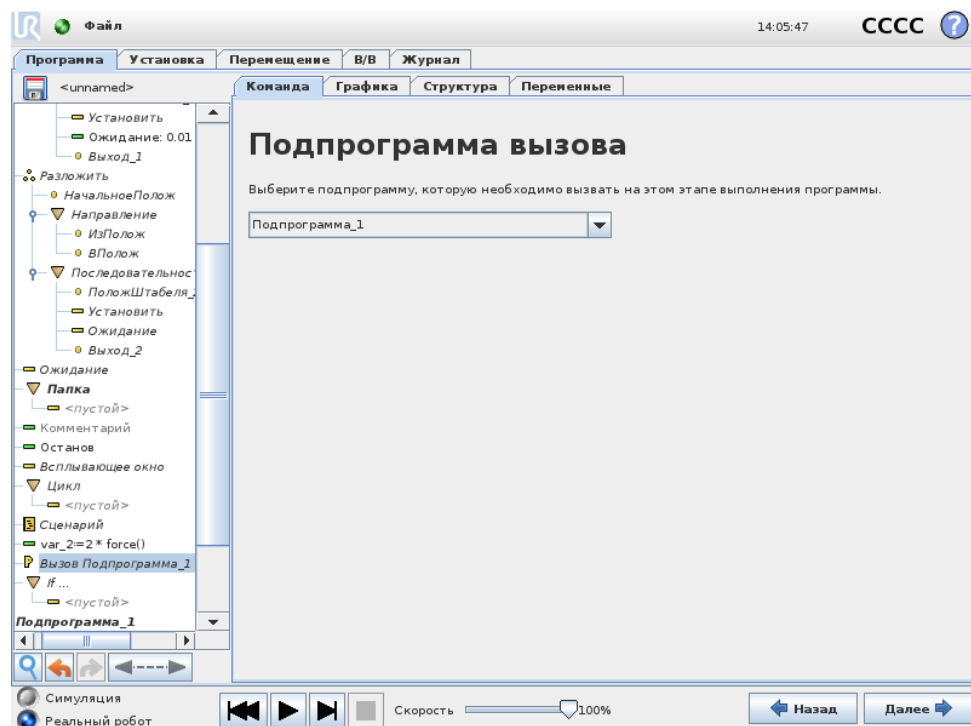 Файл
14:05:47
CCCC
?
Программа Установка Перемещение В/В Журнал
<unnamed>
Команда Графика Структура Переменные
Установить
Ожидание: 0.01
Выход_1
Разложить
НачальноеПолож
Направление
ИзПолож
ВПолож
Последовательнос
ПоложШтабеля_2
Установить
Ожидание
Выход_2
Ожидание
Папка
<пустой>
Комментарий
Останов
Всплывающее окно
Цикл
<пустой>
Сценарий
var_2:=2 * force()
P Вызов Подпрограмма_1
If ...
<пустой>
Подпрограмма_1
Подпрограмма вызова
Выберите подпрограмму, которую необходимо вызвать на этом этапе выполнения программы.
Подпрограмма_1
Симуляция
Реальный робот
Скорость
100%
Назад
Далее